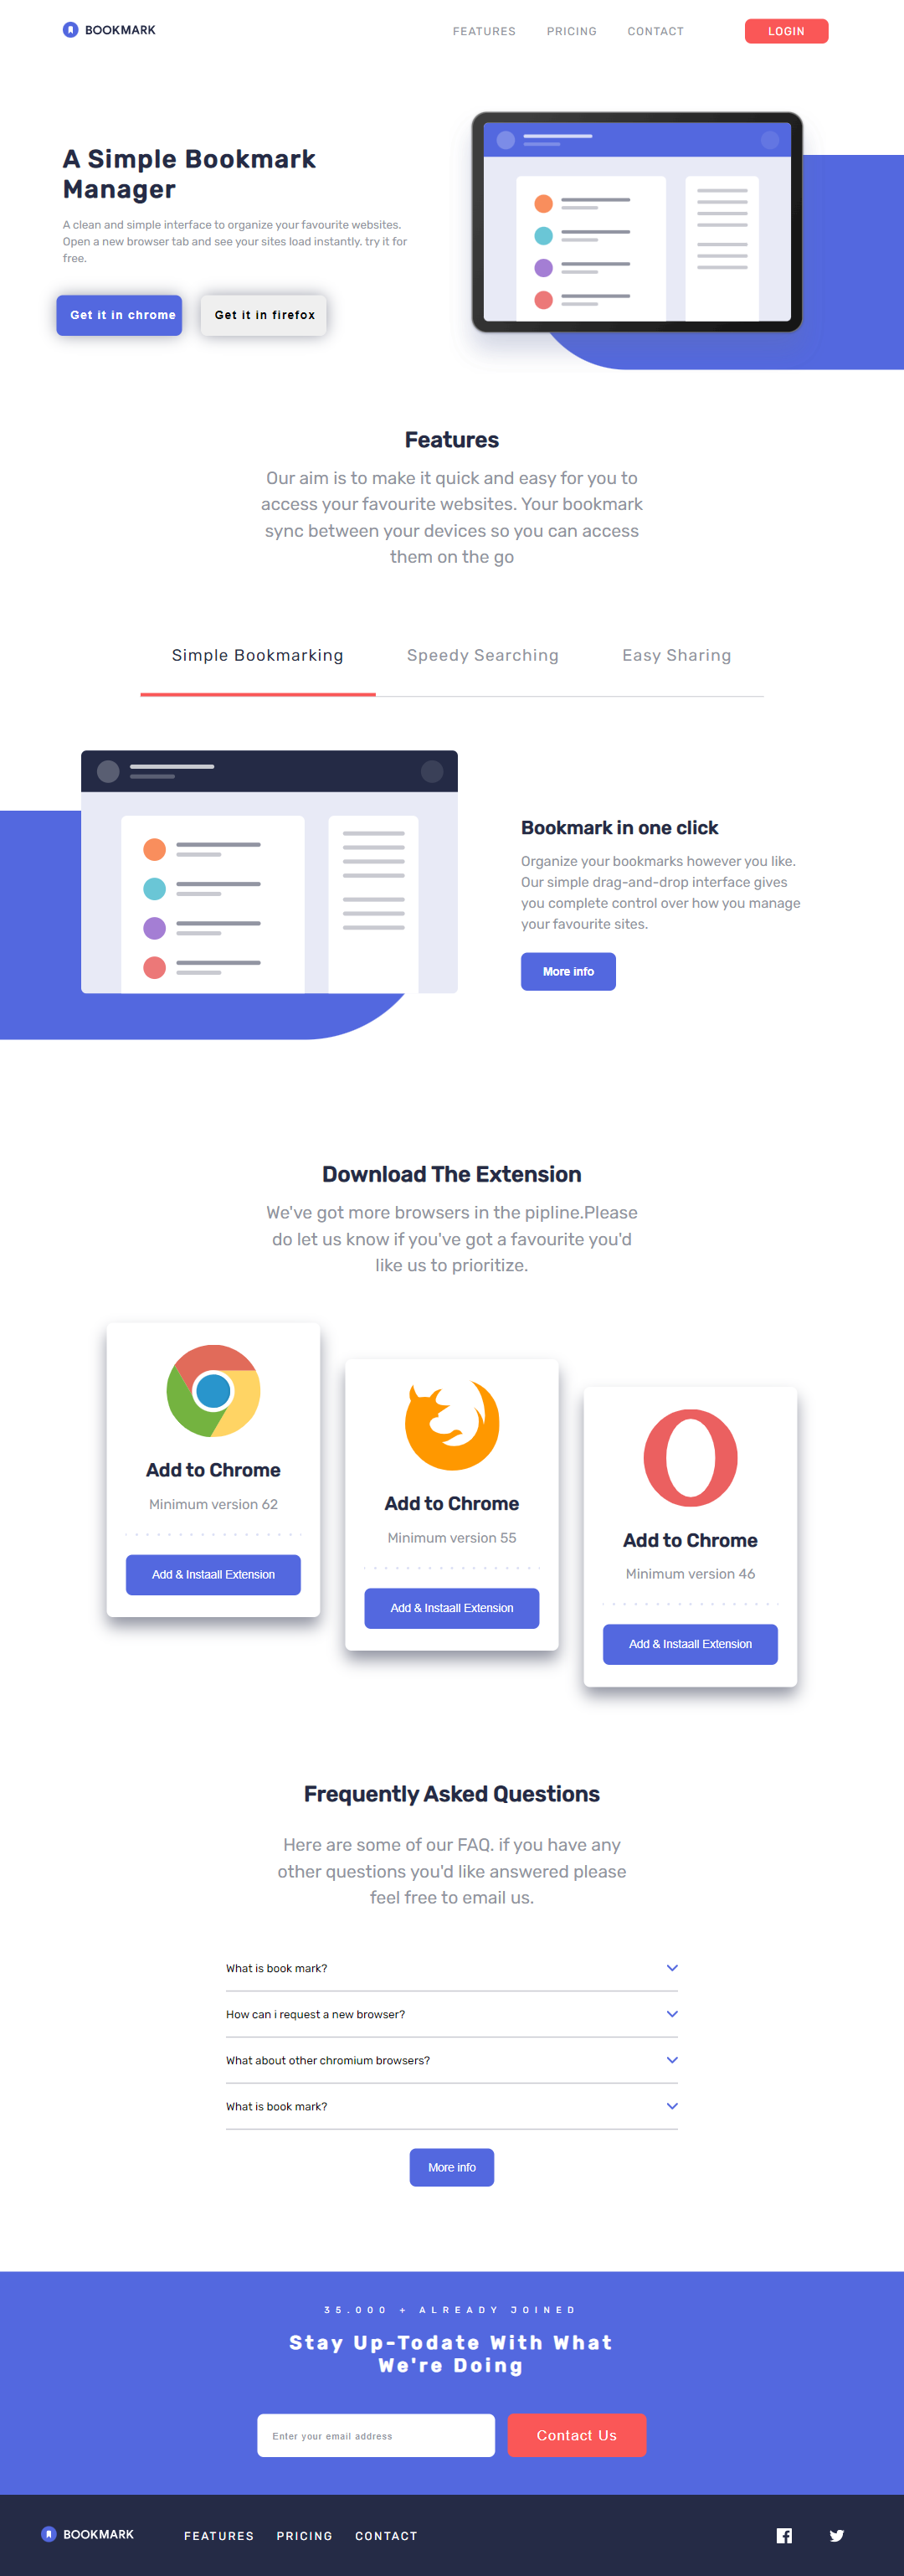 BOOKMARK
FEATURES PRICING CONTACT LOGIN
A Simple Bookmark
Manager
A clean and simple interface to organize your favourite websites.
Open a new browser tab and see your sites load instantly. try it for
free.
Get it in chrome Get it in firefox
Features
Our aim is to make it quick and easy for you to
access your favourite websites. Your bookmark
sync between your devices so you can access
them on the go
Simple Bookmarking Speedy Searching Easy Sharing
Bookmark in one click
Organize your bookmarks however you like.
Our simple drag-and-drop interface gives
you complete control over how you manage
your favourite sites.
More info
Download The Extension
We've got more browsers in the pipline.Please
do let us know if you've got a favourite you'd
like us to prioritize.
Add to Chrome
Minimum version 62
Add & Instaall Extension
Add to Chrome
Minimum version 55
Add & Instaall Extension
Add to Chrome
Minimum version 46
Add & Instaall Extension
Frequently Asked Questions
Here are some of our FAQ. if you have any
other questions you'd like answered please
feel free to email us.
What is book mark?
How can i request a new browser?
What about other chromium browsers?
What is book mark?
More info
35.000 + ALREADY JOINED
Stay Up-Todate With What
We're Doing
Enter your email address Contact Us
BOOKMARK FEATURES PRICING CONTACT